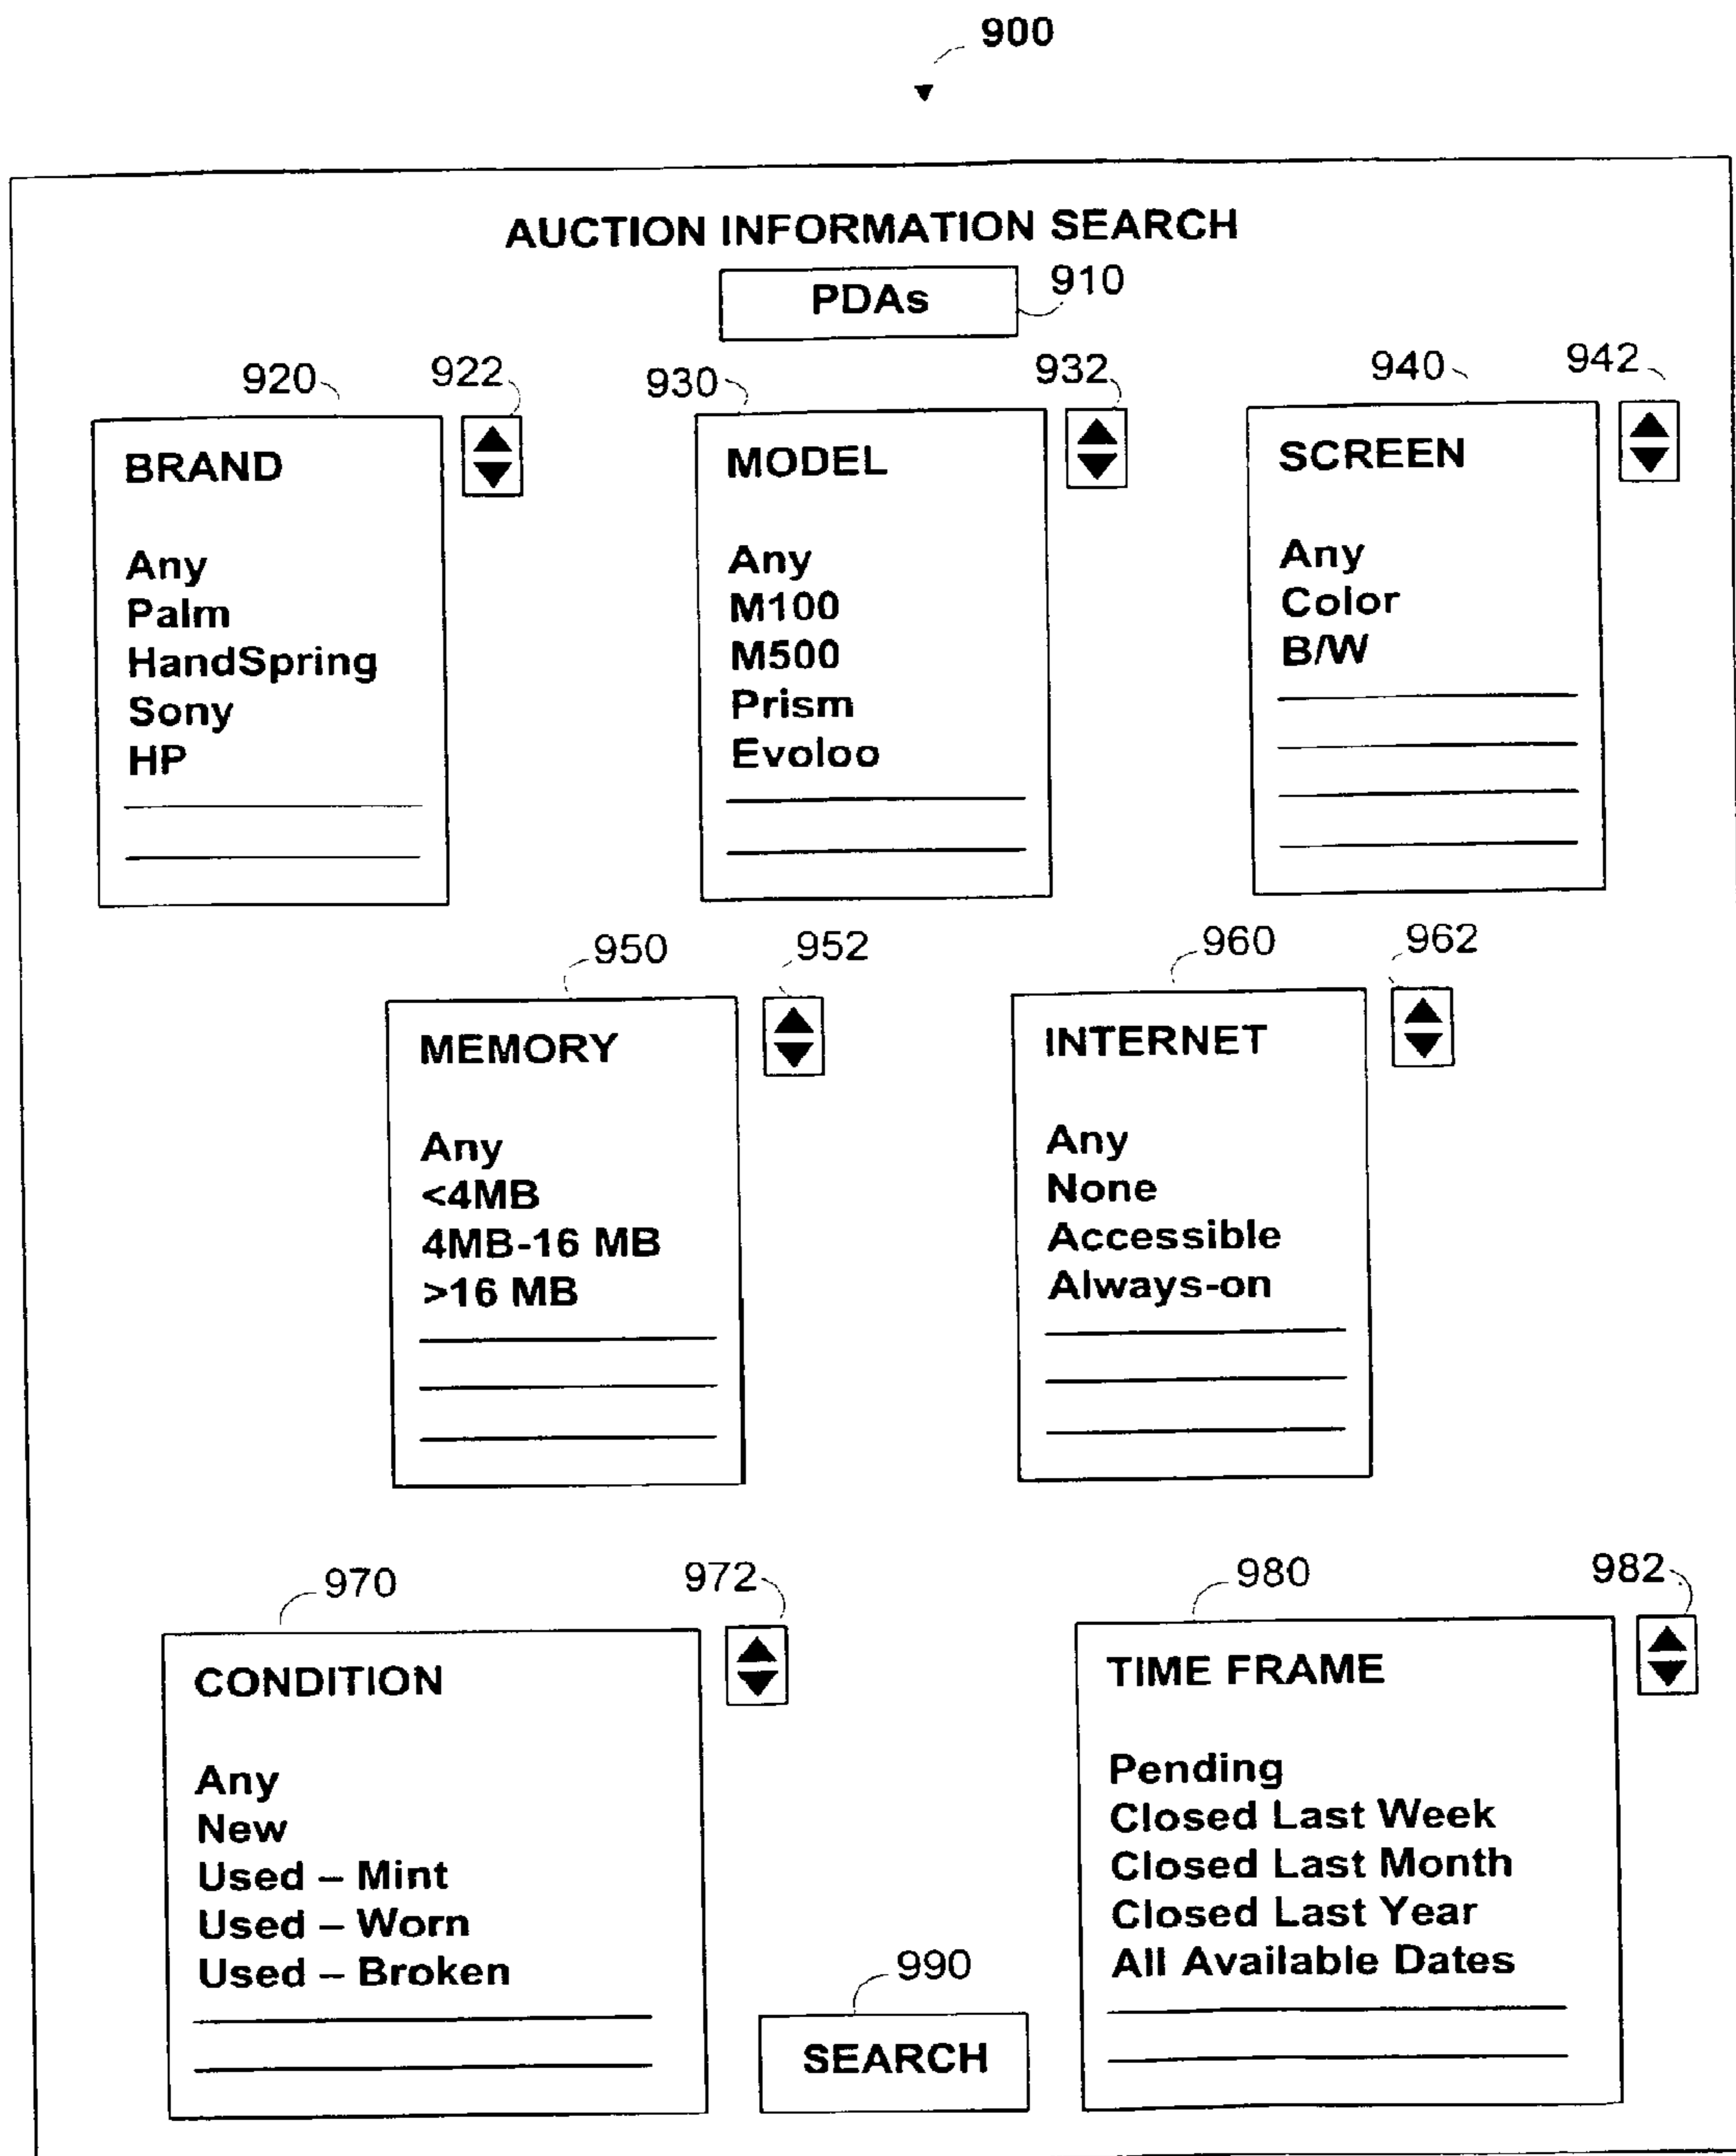 900
AUCTION INFORMATION SEARCH
PDAs
910
920
922
930
932
940
942
BRAND
Any
Palm
HandSpring
Sony
HP
MODEL
Any
M100
M500
Prism
Evoloo
SCREEN
Any
Color
B/W
950
952
960
962
MEMORY
Any
<4MB
4MB-16 MB
>16 MB
INTERNET
Any
None
Accessible
Always-on
970
972
980
982
CONDITION
Any
New
Used – Mint
Used – Worn
Used – Broken
TIME FRAME
Pending
Closed Last Week
Closed Last Month
Closed Last Year
All Available Dates
990
SEARCH